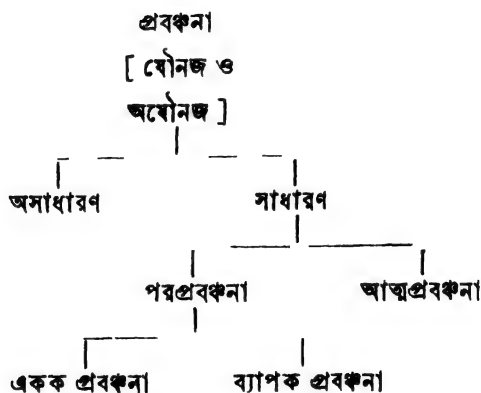 প্রবঞ্চনা
[ যৌনজ ও
অযৌনজ ]
অসাধারণ সাধারণ
পরপ্রবঞ্চনা আত্মপ্রবঞ্চনা
একক প্রবঞ্চনা ব্যাপক প্রবঞ্চনা